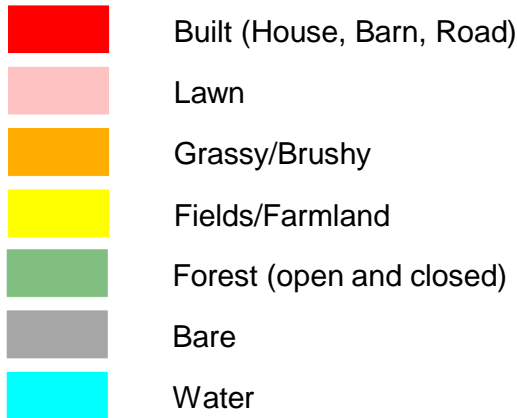 Built (House, Barn, Road)
Lawn
Grassy/Brushy
Fields/Farmland
Forest (open and closed)
Bare
Water